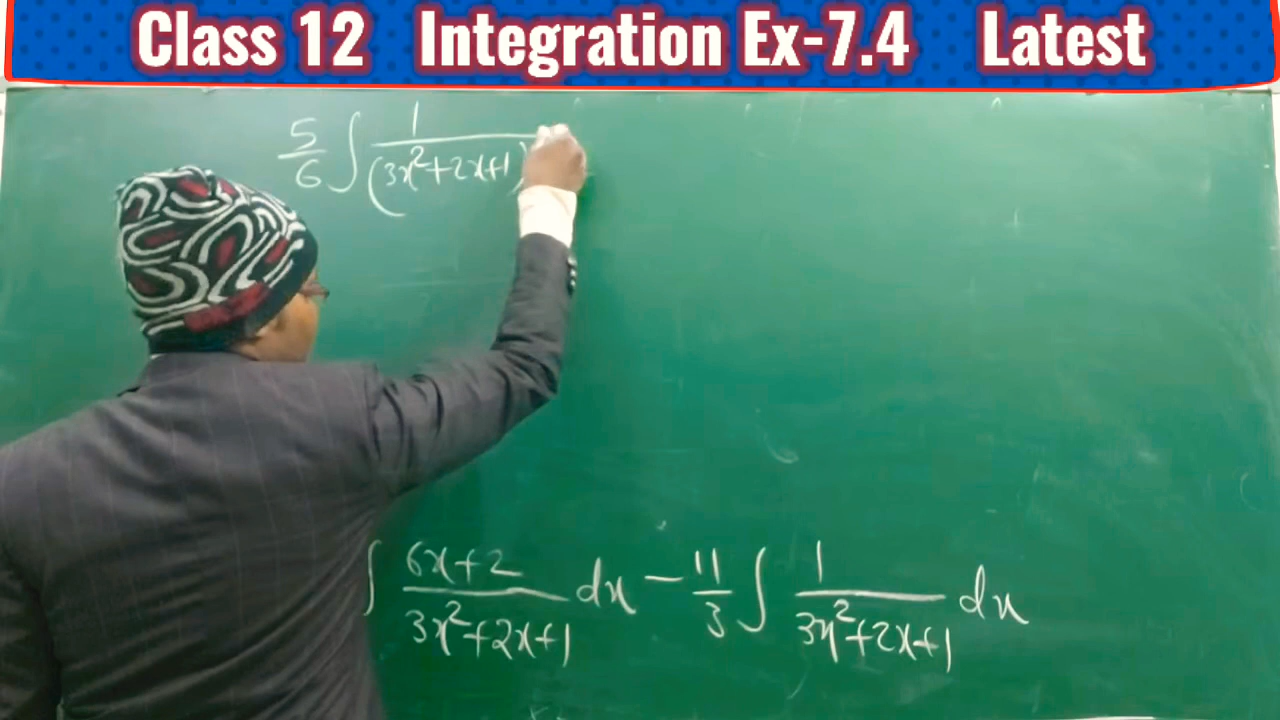 Class 12 Integration Ex-7.4 Latest
5/6 ∫ 1/(3x²+2x+1)
∫ 6x+2/3x²+2x+1 dx − 11/3 ∫ 1/3x²+2x+1 dx